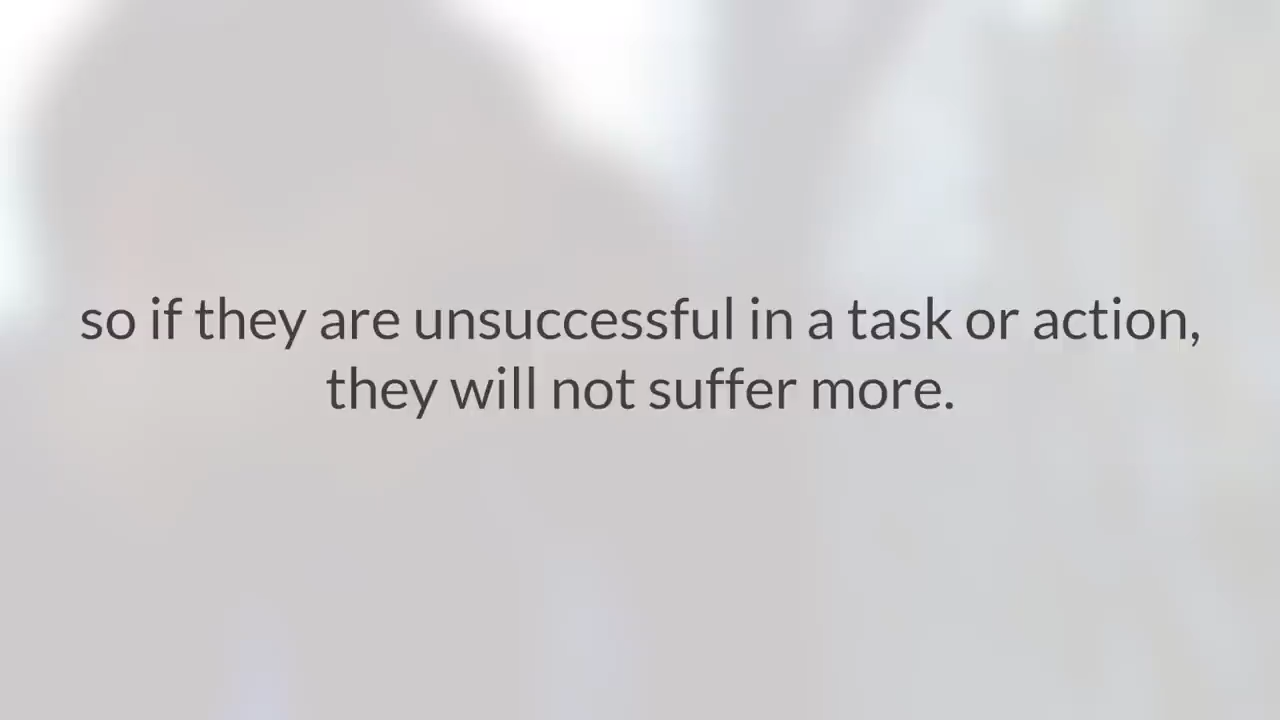 so if they are unsuccessful in a task or action,
they will not suffer more.